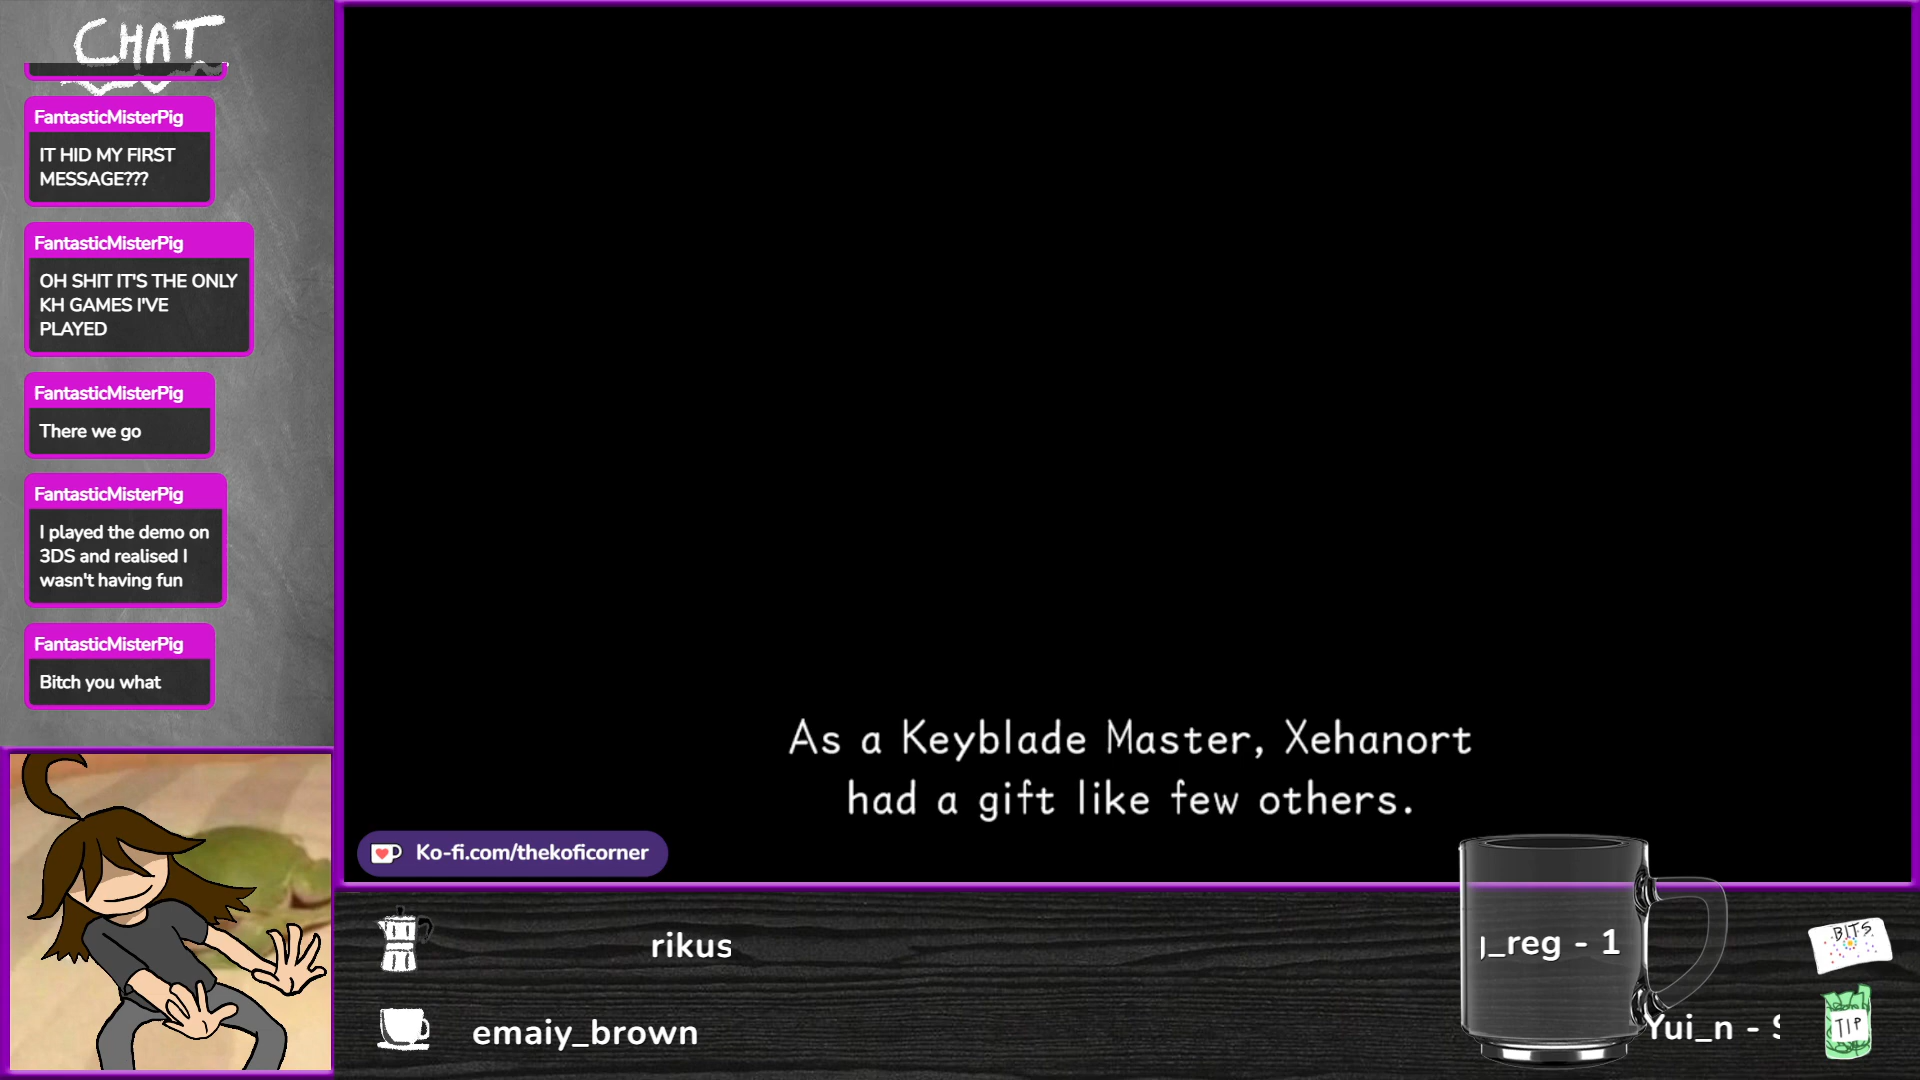 CHAT
FantasticMisterPig
IT HID MY FIRST
MESSAGE???
FantasticMisterPig
OH SHIT IT'S THE ONLY
KH GAMES I'VE
PLAYED
FantasticMisterPig
There we go
FantasticMisterPig
I played the demo on
3DS and realised I
wasn't having fun
FantasticMisterPig
Bitch you what
As a Keyblade Master, Xehanort
had a gift like few others.
Ko-fi.com/thekoficorner
rikus
_reg - 1
BITS
emaiy_brown
Yui_n -
TIP